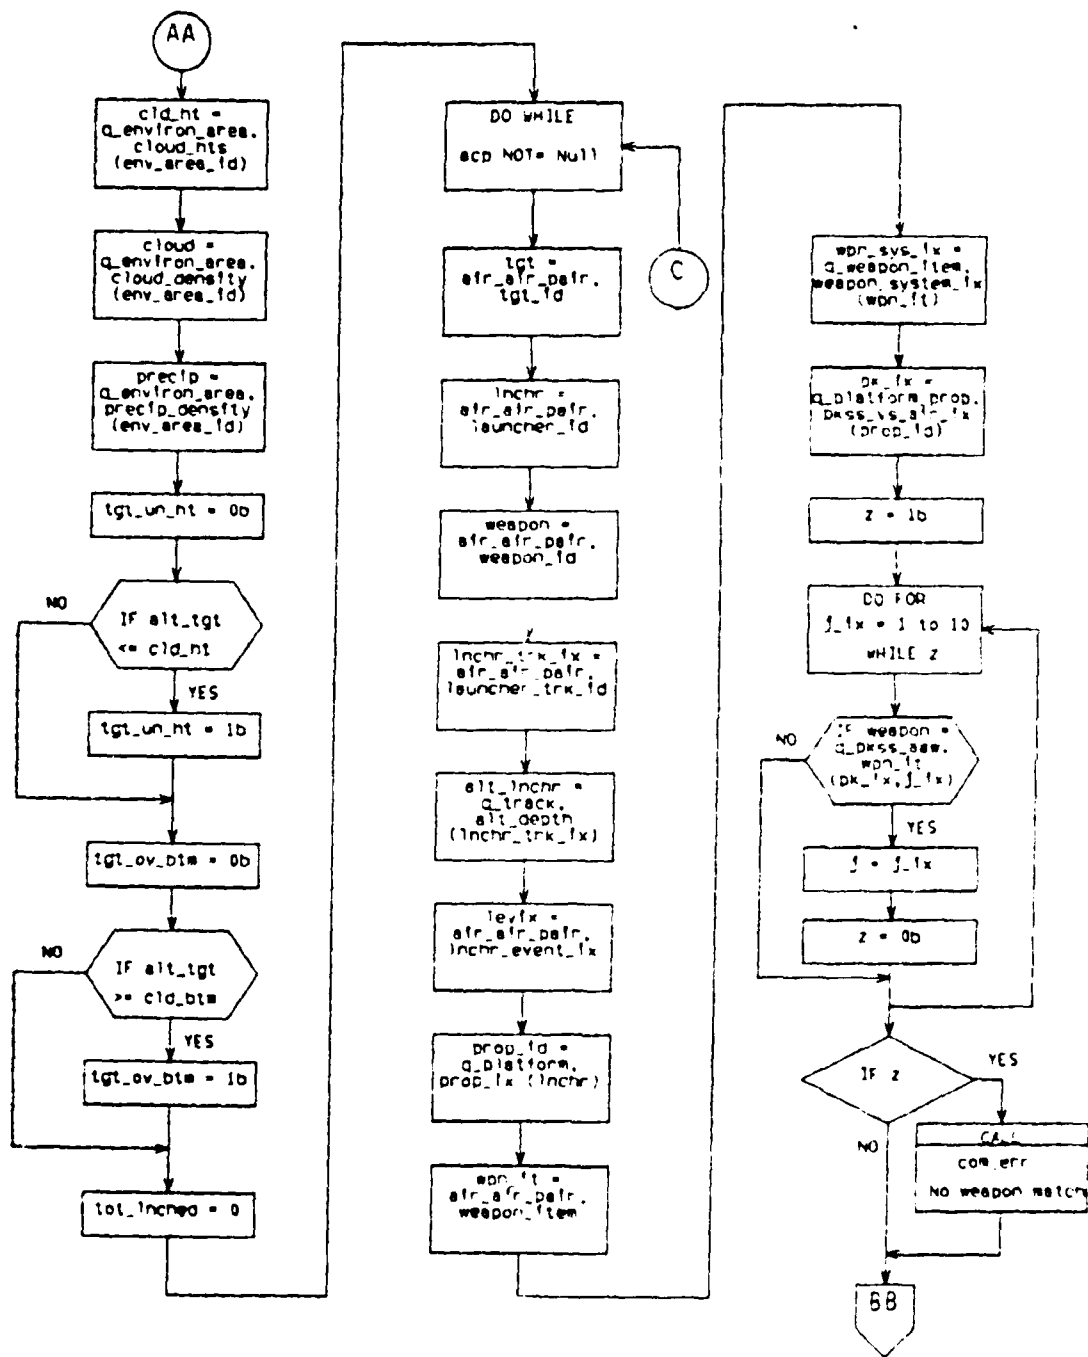 AA
cld_ht =
q_environ_area.
cloud_hts
(env_area_id)
cloud =
q_environ_area.
cloud_density
(env_area_id)
precip =
q_environ_area.
precip_density
(env_area_id)
tgt_un_ht = 0b
NO
IF alt_tgt
<= cld_ht
YES
tgt_un_ht = 1b
tgt_ov_btm = 0b
NO
IF alt_tgt
>= cld_btm
YES
tgt_ov_btm = 1b
tot_lnched = 0
DO WHILE
acp NOT= Null
C
tgt =
air_air_pair.
tgt_id
lnchr =
air_air_pair.
launcher_id
weapon =
air_air_pair.
weapon_id
lnchr_trk_ix =
air_air_pair.
launcher_trk_id
alt_lnchr =
q_track.
alt_depth
(lnchr_trk_ix)
levix =
air_air_pair.
lnchr_event_ix
prop_id =
q_platform.
prop_ix (lnchr)
wpn_it =
air_air_pair.
weapon_item
wpn_sys_ix =
q_weapon_item.
weapon_system_ix
(wpn_it)
pk_ix =
q_platform_prop.
pkss_vs_air_ix
(prop_id)
z = 1b
DO FOR
j_ix = 1 to 10
WHILE z
NO
IF weapon =
q_pkss_aaw.
wpn_it
(pk_ix,j_ix)
YES
j = j_ix
z = 0b
IF z
YES
NO
CALL
com_err
No weapon match
BB